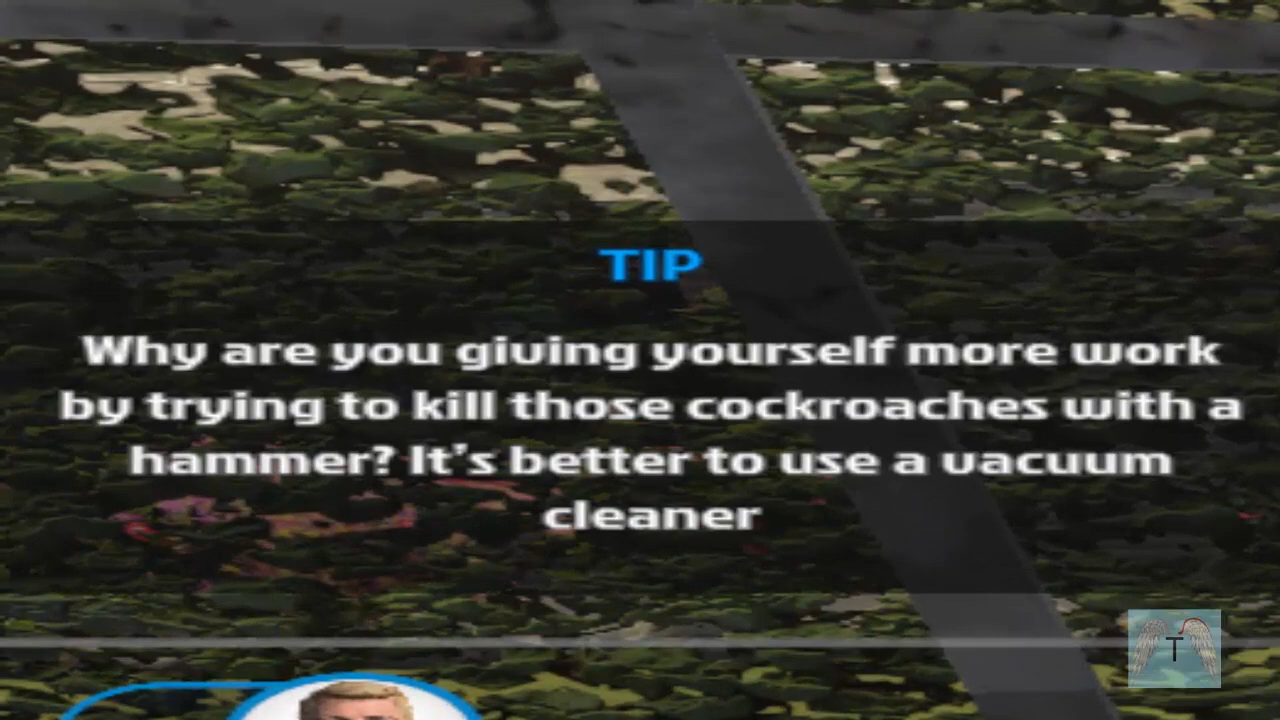 TIP
Why are you giving yourself more work
by trying to kill those cockroaches with a
hammer? It's better to use a vacuum
cleaner
T